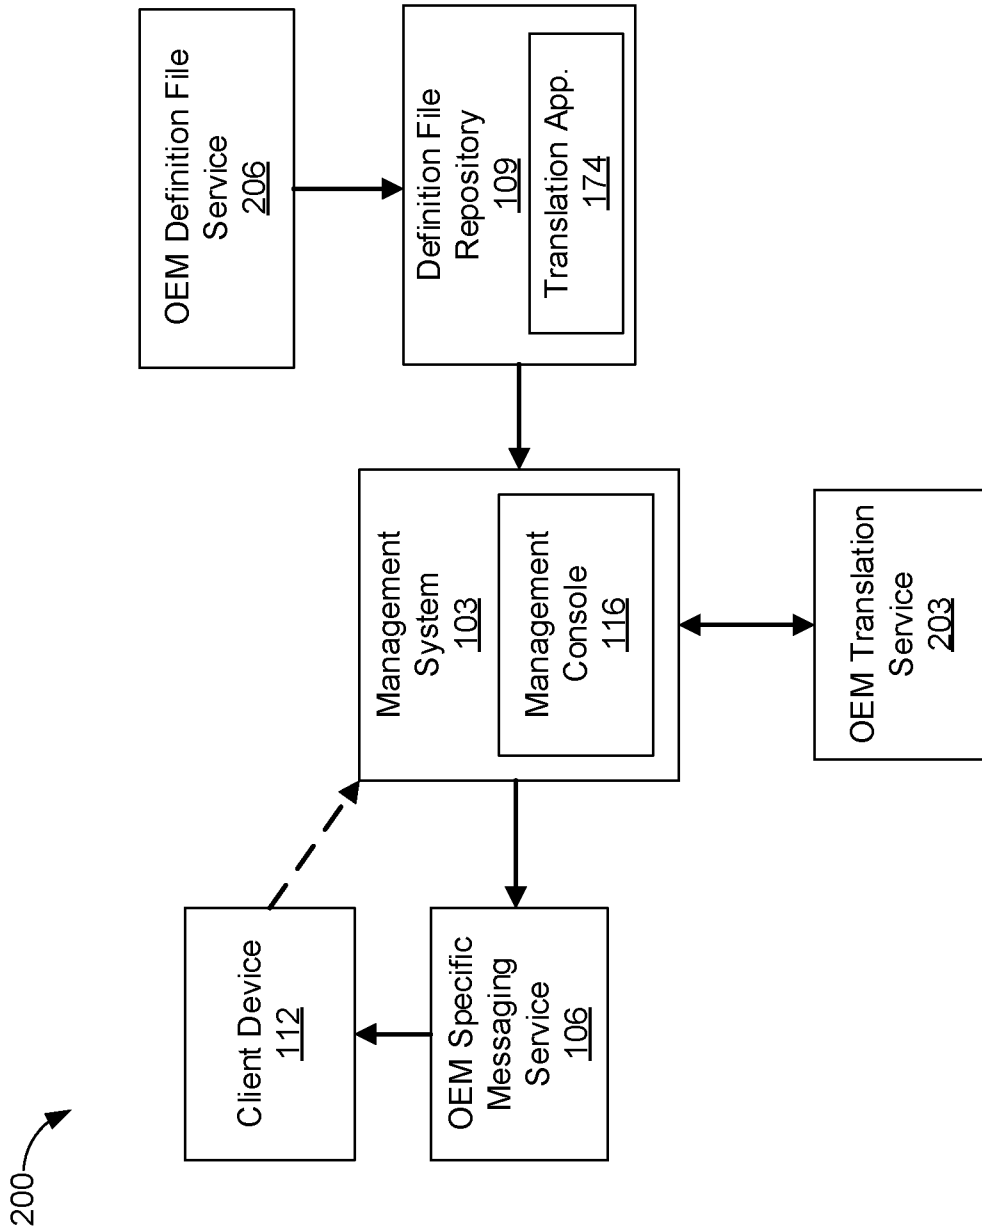 200
Client Device
112
OEM Specific
Messaging
Service
106
Management
System
103
Management
Console
116
OEM Translation
Service
203
OEM Definition File
Service
206
Definition File
Repository
109
Translation App.
174